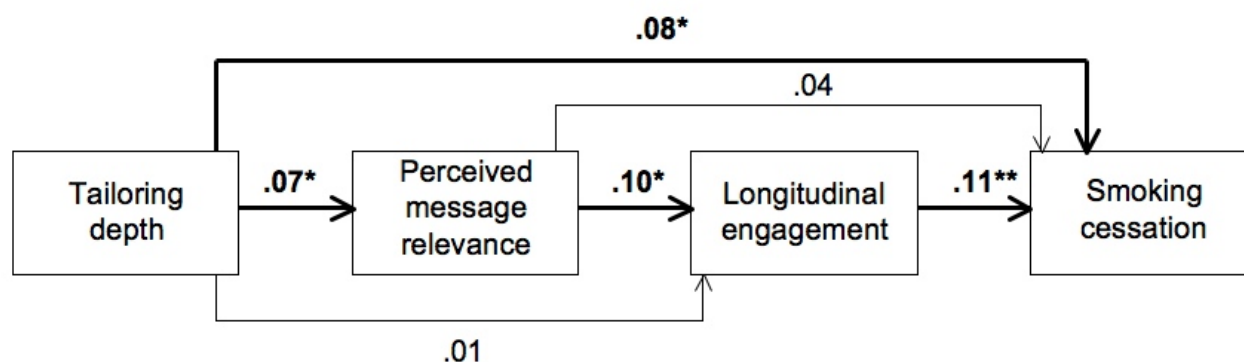 .08*
.04
Tailoring
depth
.07*
Perceived
message
relevance
.10*
Longitudinal
engagement
.11**
Smoking
cessation
.01